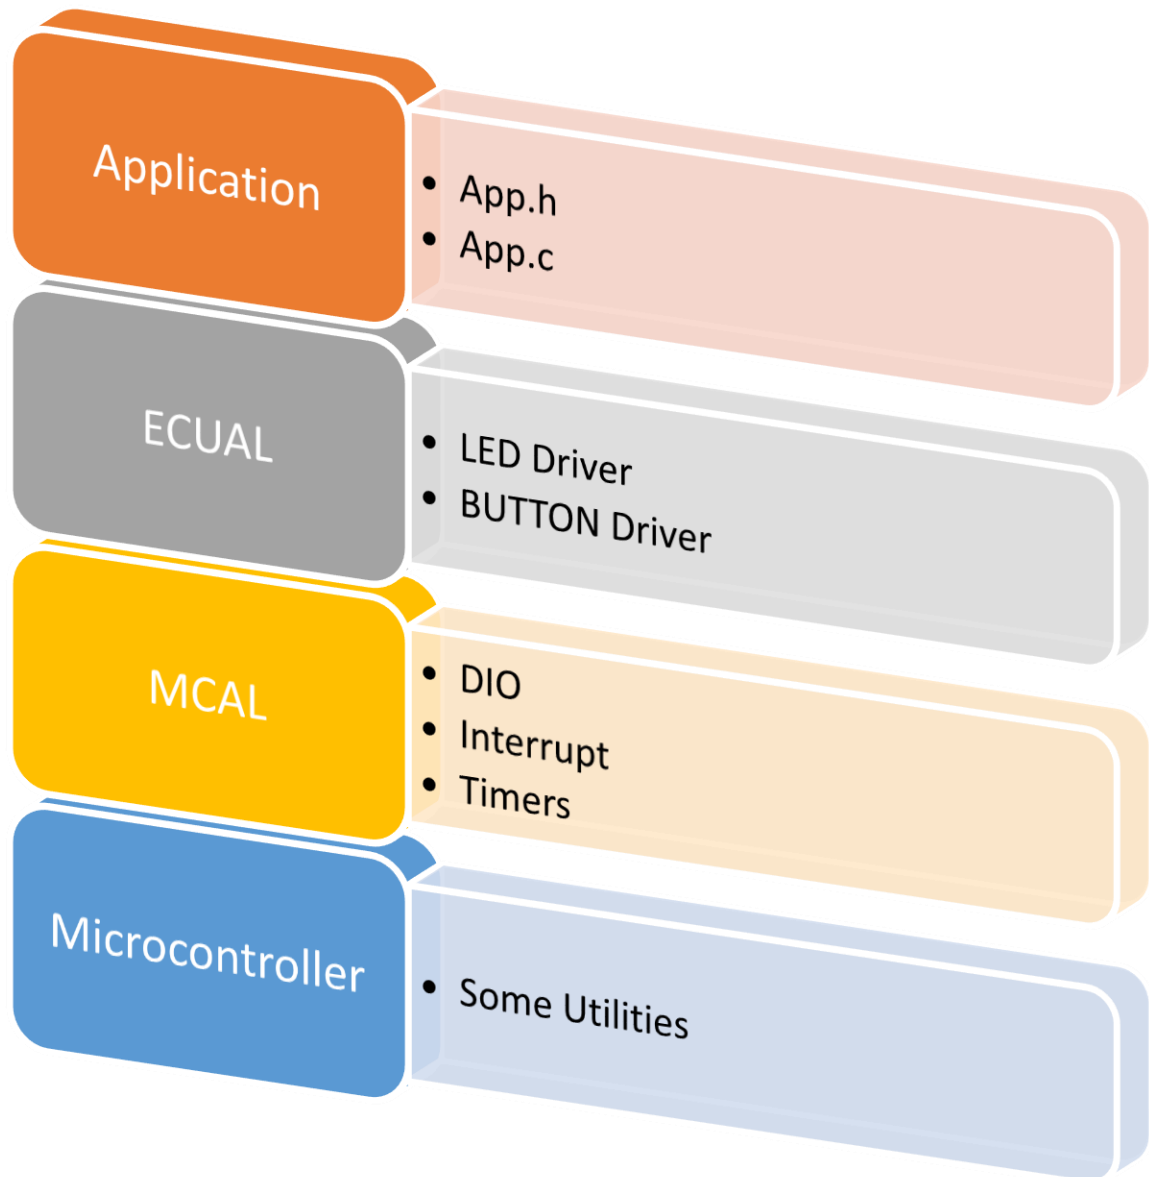 Application
App.h
App.c
ECUAL
LED Driver
BUTTON Driver
MCAL
DIO
Interrupt
Timers
Microcontroller
Some Utilities